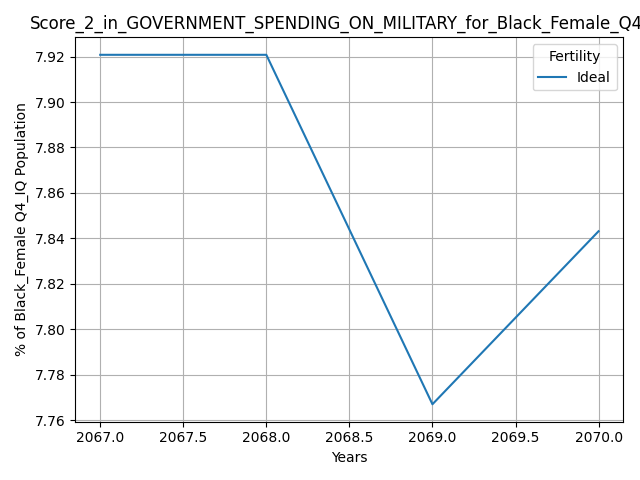 Score_2_in_GOVERNMENT_SPENDING_ON_MILITARY_for_Black_Female_Q4
Fertility
Ideal
7.92
7.90
7.88
7.86
7.84
7.82
7.80
7.78
7.76
% of Black_Female Q4_IQ Population
2067.0 2067.5 2068.0 2068.5 2069.0 2069.5 2070.0
Years